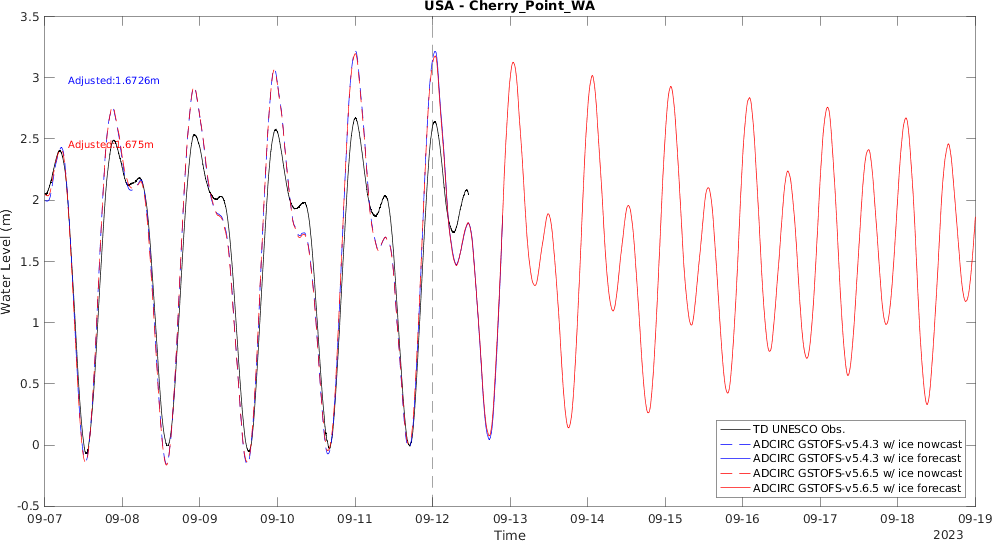 USA - Cherry_Point_WA
3.5
3
2.5
2
1.5
1
0.5
0
-0.5
Water Level (m)
Adjusted:1.6726m
Adjusted:1.675m
TD UNESCO Obs.
ADCIRC GSTOFS-v5.4.3 w/ ice nowcast
ADCIRC GSTOFS-v5.4.3 w/ ice forecast
ADCIRC GSTOFS-v5.6.5 w/ ice nowcast
ADCIRC GSTOFS-v5.6.5 w/ ice forecast
09-07 09-08 09-09 09-10 09-11 09-12 09-13 09-14 09-15 09-16 09-17 09-18 09-19
Time
2023